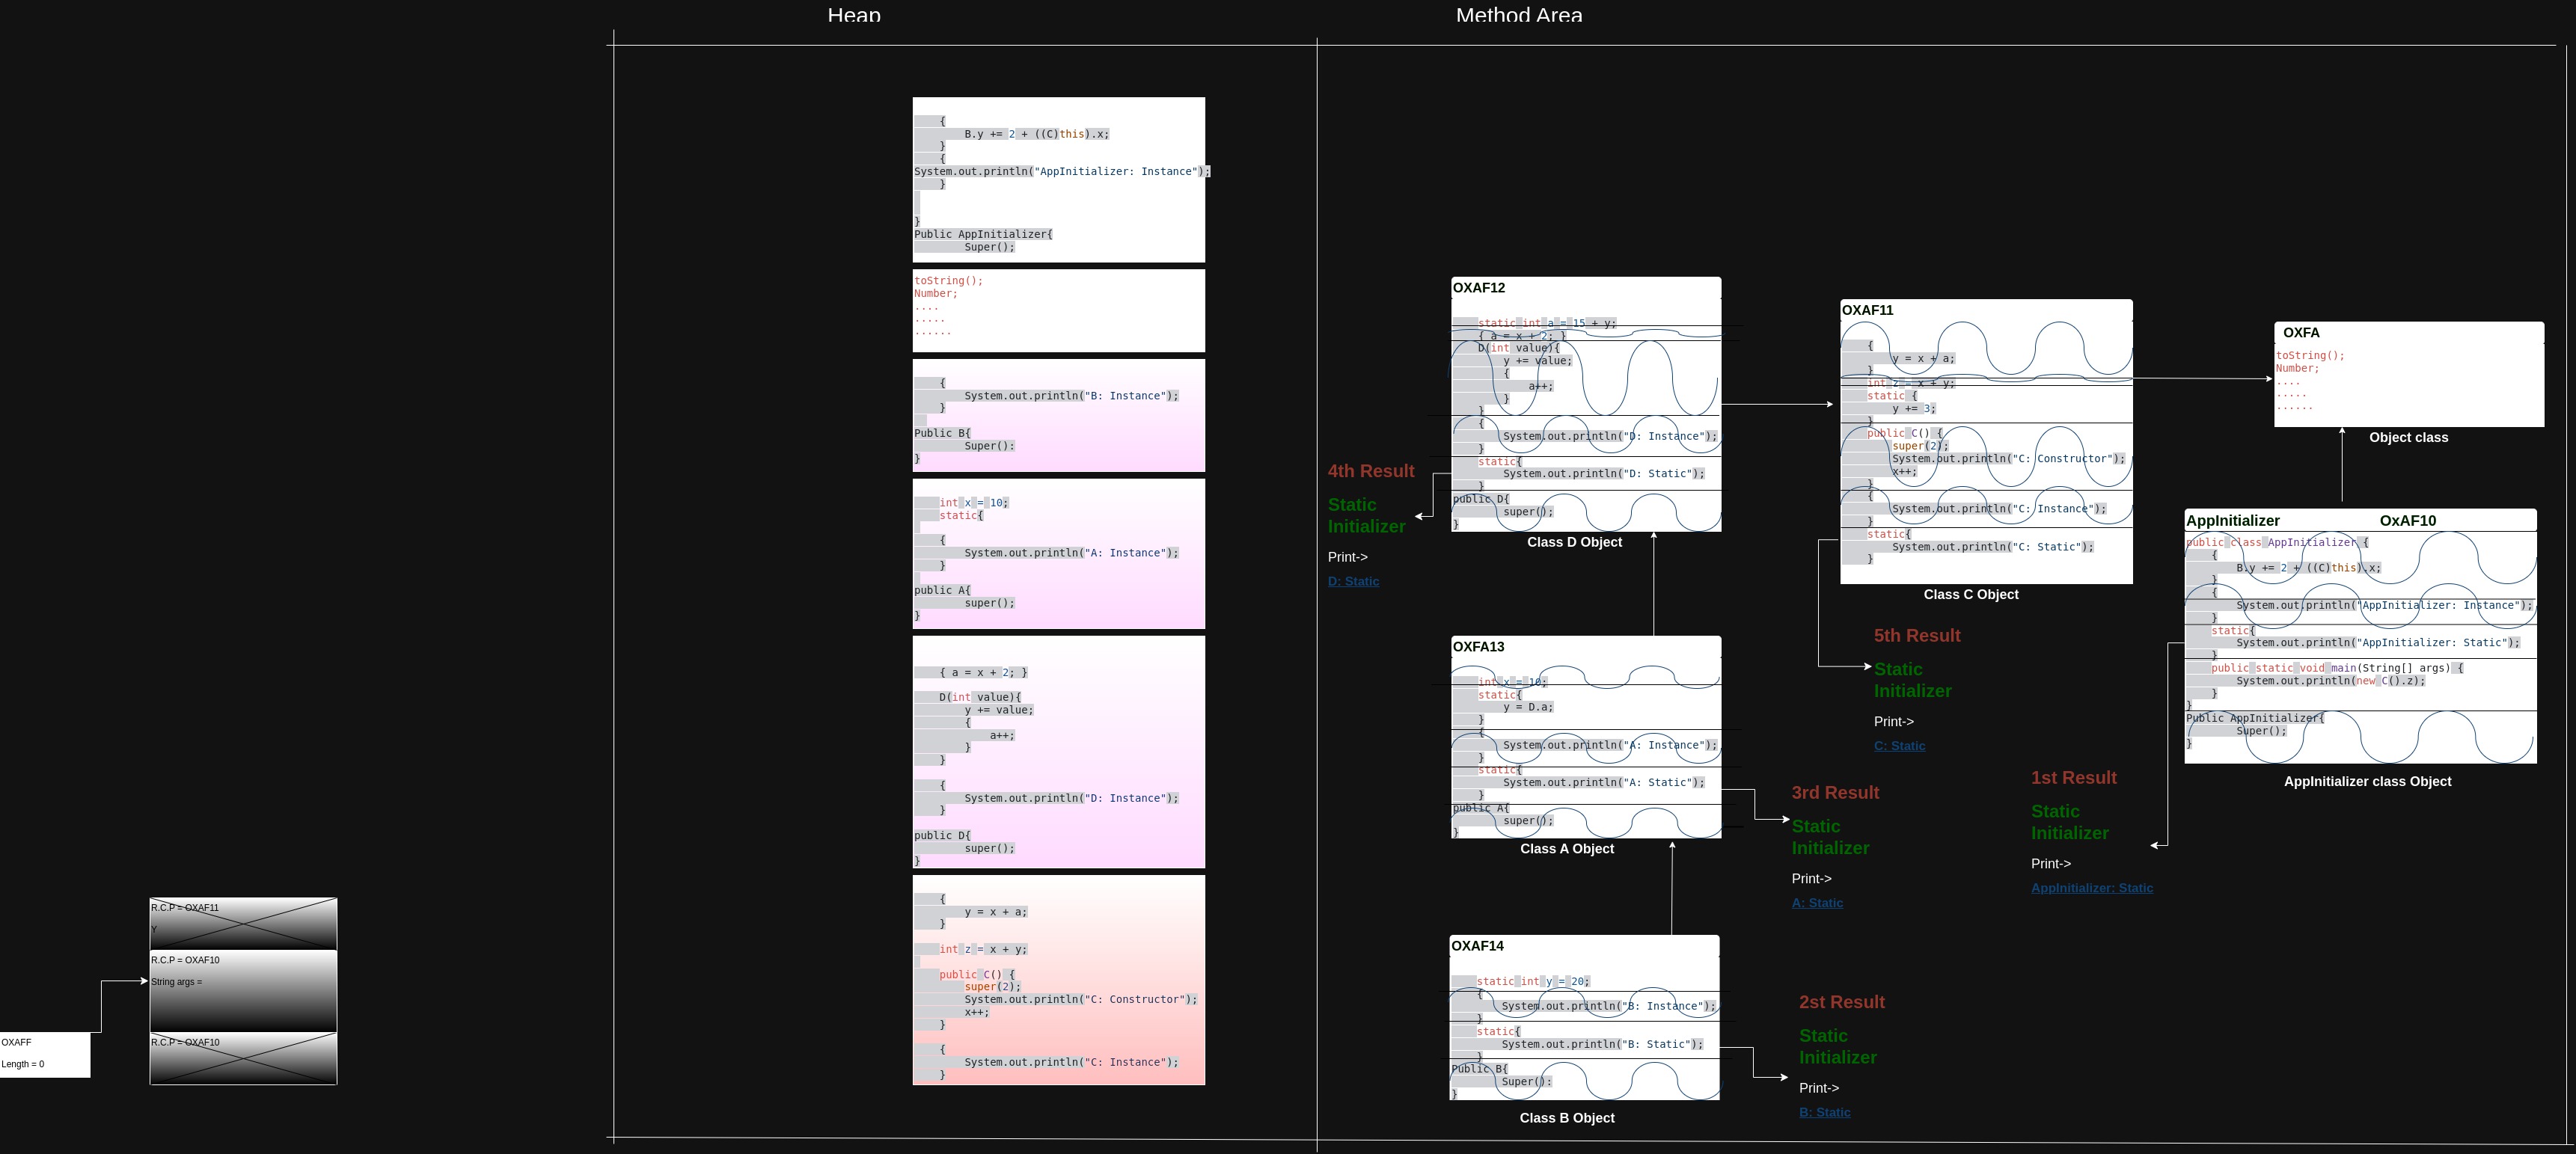 Heap
Method Area
{
B.y += 2 + ((C)this).x;
}
{
System.out.println("AppInitializer: Instance");
}
}
Public AppInitializer{
Super();
toString();
Number;
....
.....
......
{
System.out.println("B: Instance");
}
Public B{
Super():
}
int x = 10;
static{
{
System.out.println("A: Instance");
}
public A{
super();
}
{ a = x + 2; }
D(int value){
y += value;
{
a++;
}
}
{
System.out.println("D: Instance");
}
public D{
super();
}
{
y = x + a;
}
int z = x + y;
public C() {
super(2);
System.out.println("C: Constructor");
x++;
}
{
System.out.println("C: Instance");
}
R.C.P = OXAF11
Y
R.C.P = OXAF10
String args =
R.C.P = OXAF10
OXAFF
Length = 0
OXAF12
static int a = 15 + y;
{ a = x + 2; }
D(int value){
y += value;
{
a++;
}
}
{
System.out.println("D: Instance");
}
static{
System.out.println("D: Static");
}
public D{
super();
}
Class D Object
4th Result
Static
Initializer
Print->
D: Static
OXFA13
int x = 10;
static{
y = D.a;
}
{
System.out.println("A: Instance");
}
static{
System.out.println("A: Static");
}
public A{
super();
}
Class A Object
3rd Result
Static
Initializer
Print->
A: Static
OXAF14
static int y = 20;
{
System.out.println("B: Instance");
}
static{
System.out.println("B: Static");
}
Public B{
Super():
}
Class B Object
2st Result
Static
Initializer
Print->
B: Static
OXAF11
{
y = x + a;
}
int z = x + y;
static {
y += 3;
}
public C() {
super(2);
System.out.println("C: Constructor");
x++;
}
{
System.out.println("C: Instance");
}
static{
System.out.println("C: Static");
}
Class C Object
5th Result
Static
Initializer
Print->
C: Static
OXFA
toString();
Number;
....
.....
......
Object class
AppInitializer OxAF10
public class AppInitializer {
{
B.y += 2 + ((C)this).x;
}
{
System.out.println("AppInitializer: Instance");
}
static{
System.out.println("AppInitializer: Static");
}
public static void main(String[] args) {
System.out.println(new C().z);
}
}
Public AppInitializer{
Super();
}
AppInitializer class Object
1st Result
Static
Initializer
Print->
AppInitializer: Static